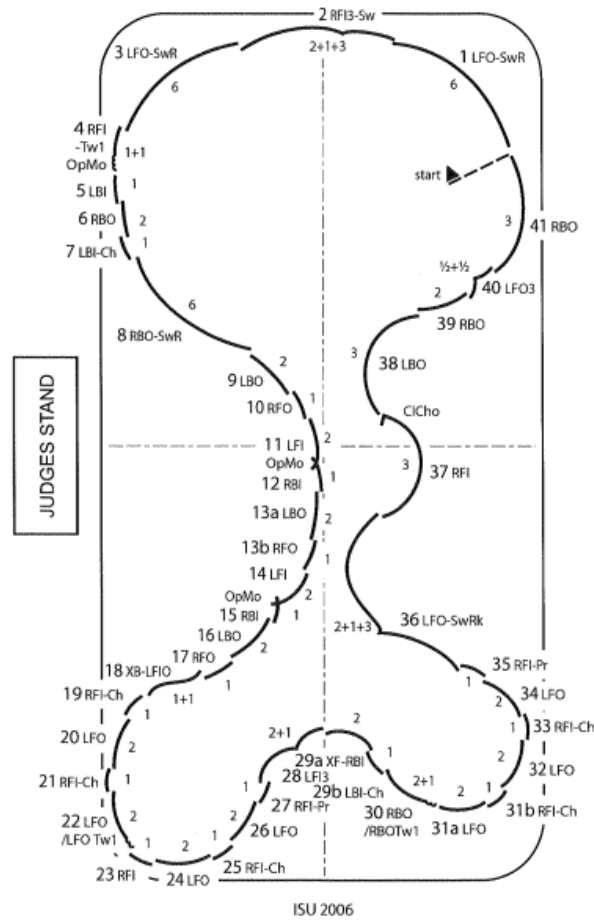 2 RFI3-Sw
2+1+3
3 LFO-SwR
6
1 LFO-SwR
6
4 RFI
-Tw1
OpMo
1+1
start
5 LBI
1
6 RBO
2
7 LBI-Ch
1
3
41 RBO
½+½
40 LFO3
2
39 RBO
6
8 RBO-SwR
2
9 LBO
3
38 LBO
1
10 RFO
ClCho
JUDGES STAND
11 LFI
2
OpMo
12 RBI
1
3
37 RFI
13a LBO
2
13b RFO
1
14 LFI
OpMo
2
15 RBI
1
16 LBO
2
36 LFO-SwRk
2+1+3
17 RFO
1
18 XB-LFIO
1+1
35 RFI-Pr
1
19 RFI-Ch
1
34 LFO
2
20 LFO
2
33 RFI-Ch
1
2+1
2
29a XF-RBI
28 LFI3
1
32 LFO
2
21 RFI-Ch
1
29b LBI-Ch
2+1
2
1
31b RFI-Ch
27 RFI-Pr
1
30 RBO
/RBOTw1
31a LFO
22 LFO
/LFO Tw1
2
26 LFO
2
1
2
1
25 RFI-Ch
23 RFI
24 LFO
ISU 2006